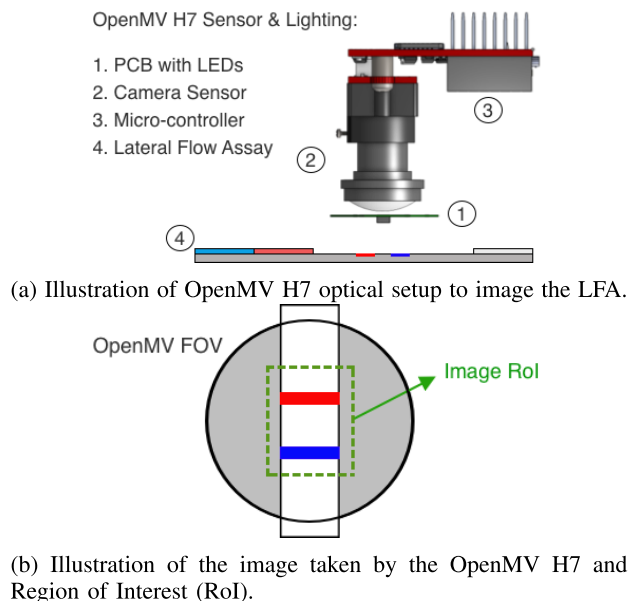 OpenMV H7 Sensor & Lighting:
1. PCB with LEDs
2. Camera Sensor
3. Micro-controller
4. Lateral Flow Assay
3
2
1
4
(a) Illustration of OpenMV H7 optical setup to image the LFA.
OpenMV FOV
Image RoI
(b) Illustration of the image taken by the OpenMV H7 and
Region of Interest (RoI).